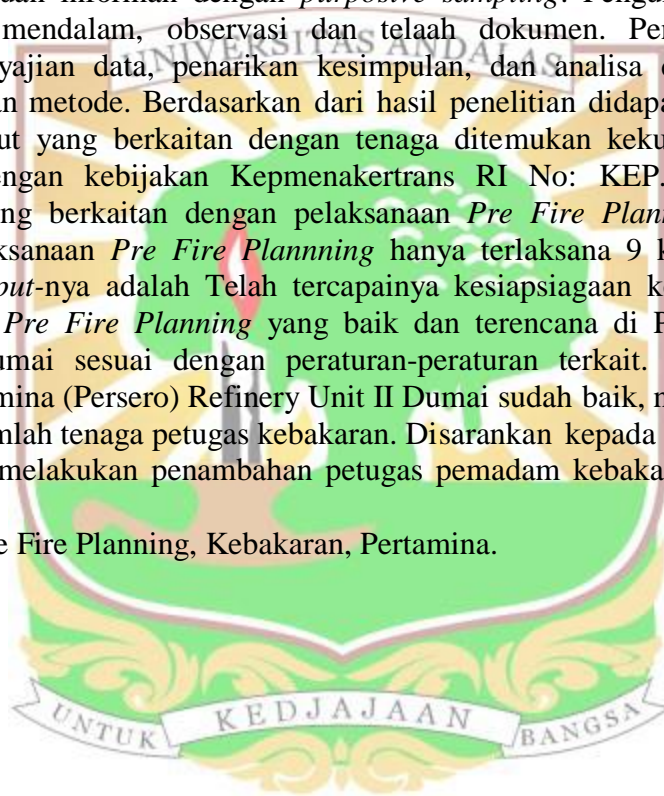 dan informan dengan purposive sampling. Pengu
mendalam, observasi dan telaah dokumen. Pen
UNIVERSITAS ANDALAS
yajian data, penarikan kesimpulan, dan analisa
n metode. Berdasarkan dari hasil penelitian didapa
ut yang berkaitan dengan tenaga ditemukan keku
engan kebijakan Kepmenakertrans RI No: KEP.
ng berkaitan dengan pelaksanaan Pre Fire Plann
ksanaan Pre Fire Plannning hanya terlaksana 9 k
put-nya adalah Telah tercapainya kesiapsiagaan k
Pre Fire Planning yang baik dan terencana di
umai sesuai dengan peraturan-peraturan terkait.
mina (Persero) Refinery Unit II Dumai sudah baik, n
mlah tenaga petugas kebakaran. Disarankan kepada
melakukan penambahan petugas pemadam kebaka
e Fire Planning, Kebakaran, Pertamina.
UNTUK KEDJAJAAN BANGSA